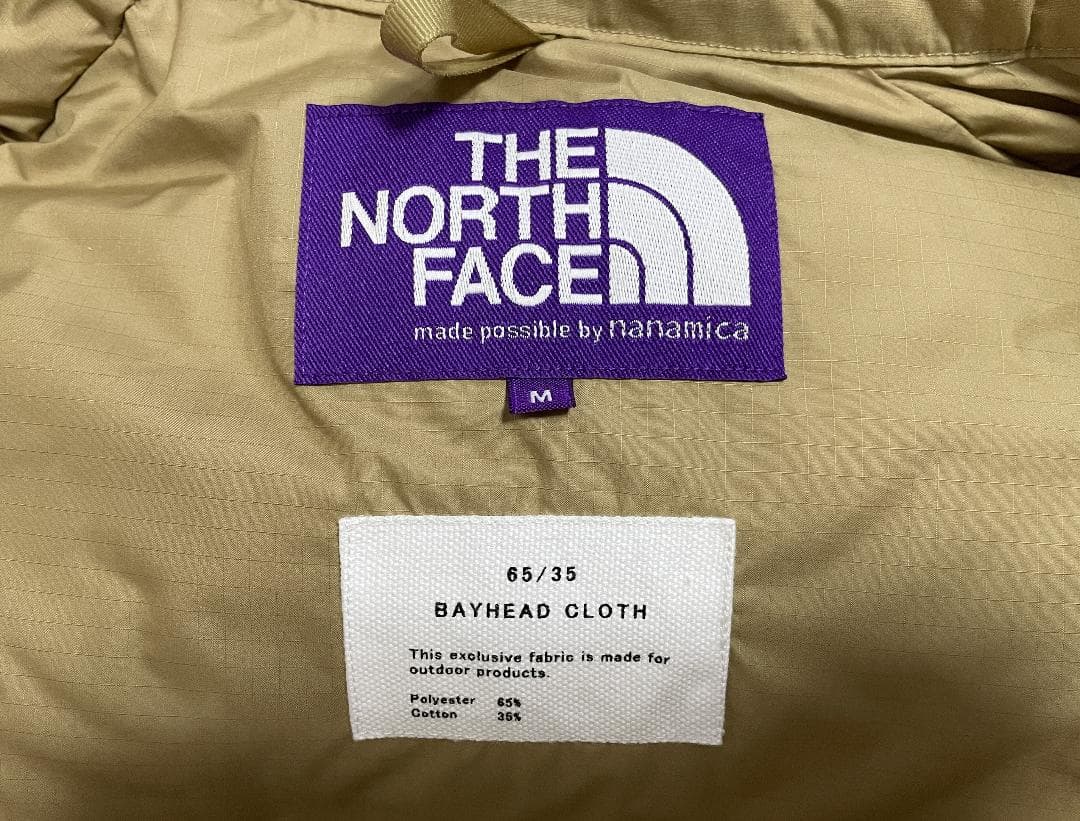 THE
NORTH
FACE
made possible by nanamica
M
65/35
BAYHEAD CLOTH
This exclusive fabric is made for
outdoor products.
Polyester 65%
Cotton 35%